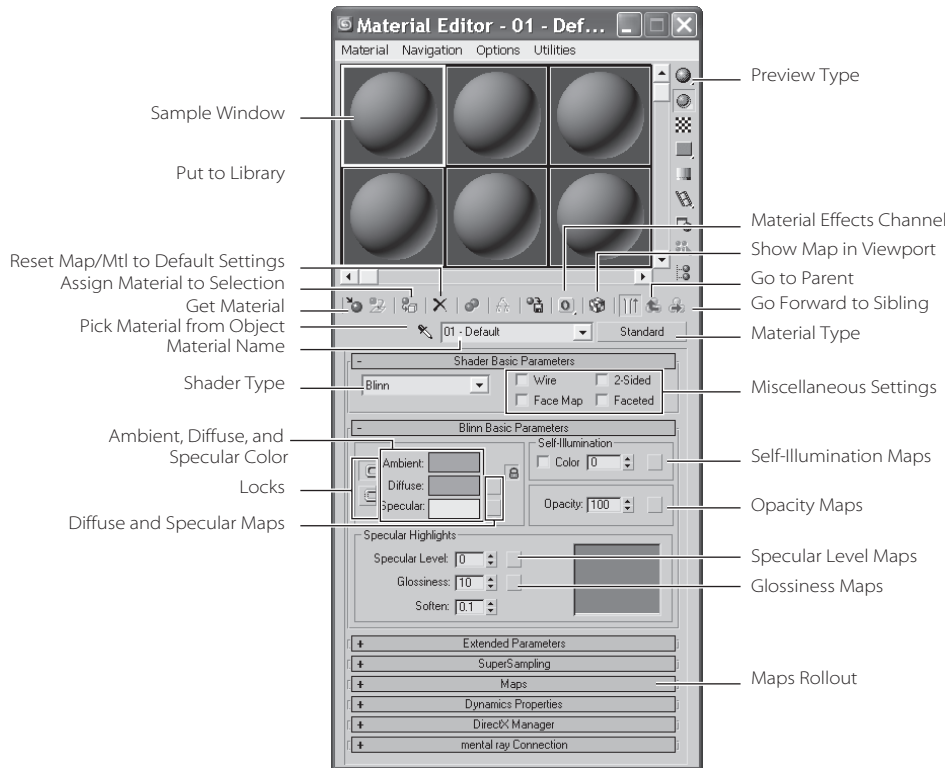 Material Editor - 01 - Def...
Material Navigation Options Utilities
Preview Type
Sample Window
Put to Library
Material Effects Channel
Show Map in Viewport
Reset Map/Mtl to Default Settings
Go to Parent
Assign Material to Selection
Get Material
Go Forward to Sibling
Pick Material from Object
01 - Default
Standard
Material Type
Material Name
Shader Basic Parameters
Shader Type
Blinn
Wire
2-Sided
Face Map
Faceted
Miscellaneous Settings
Blinn Basic Parameters
Ambient, Diffuse, and
Specular Color
Self-Illumination
Ambient:
Color 0
Self-Illumination Maps
Locks
Diffuse:
Specular:
Opacity: 100
Opacity Maps
Diffuse and Specular Maps
Specular Highlights
Specular Level: 0
Specular Level Maps
Glossiness: 10
Glossiness Maps
Soften: 0.1
+ Extended Parameters
+ SuperSampling
+ Maps
Maps Rollout
+ Dynamics Properties
+ DirectX Manager
+ mental ray Connection